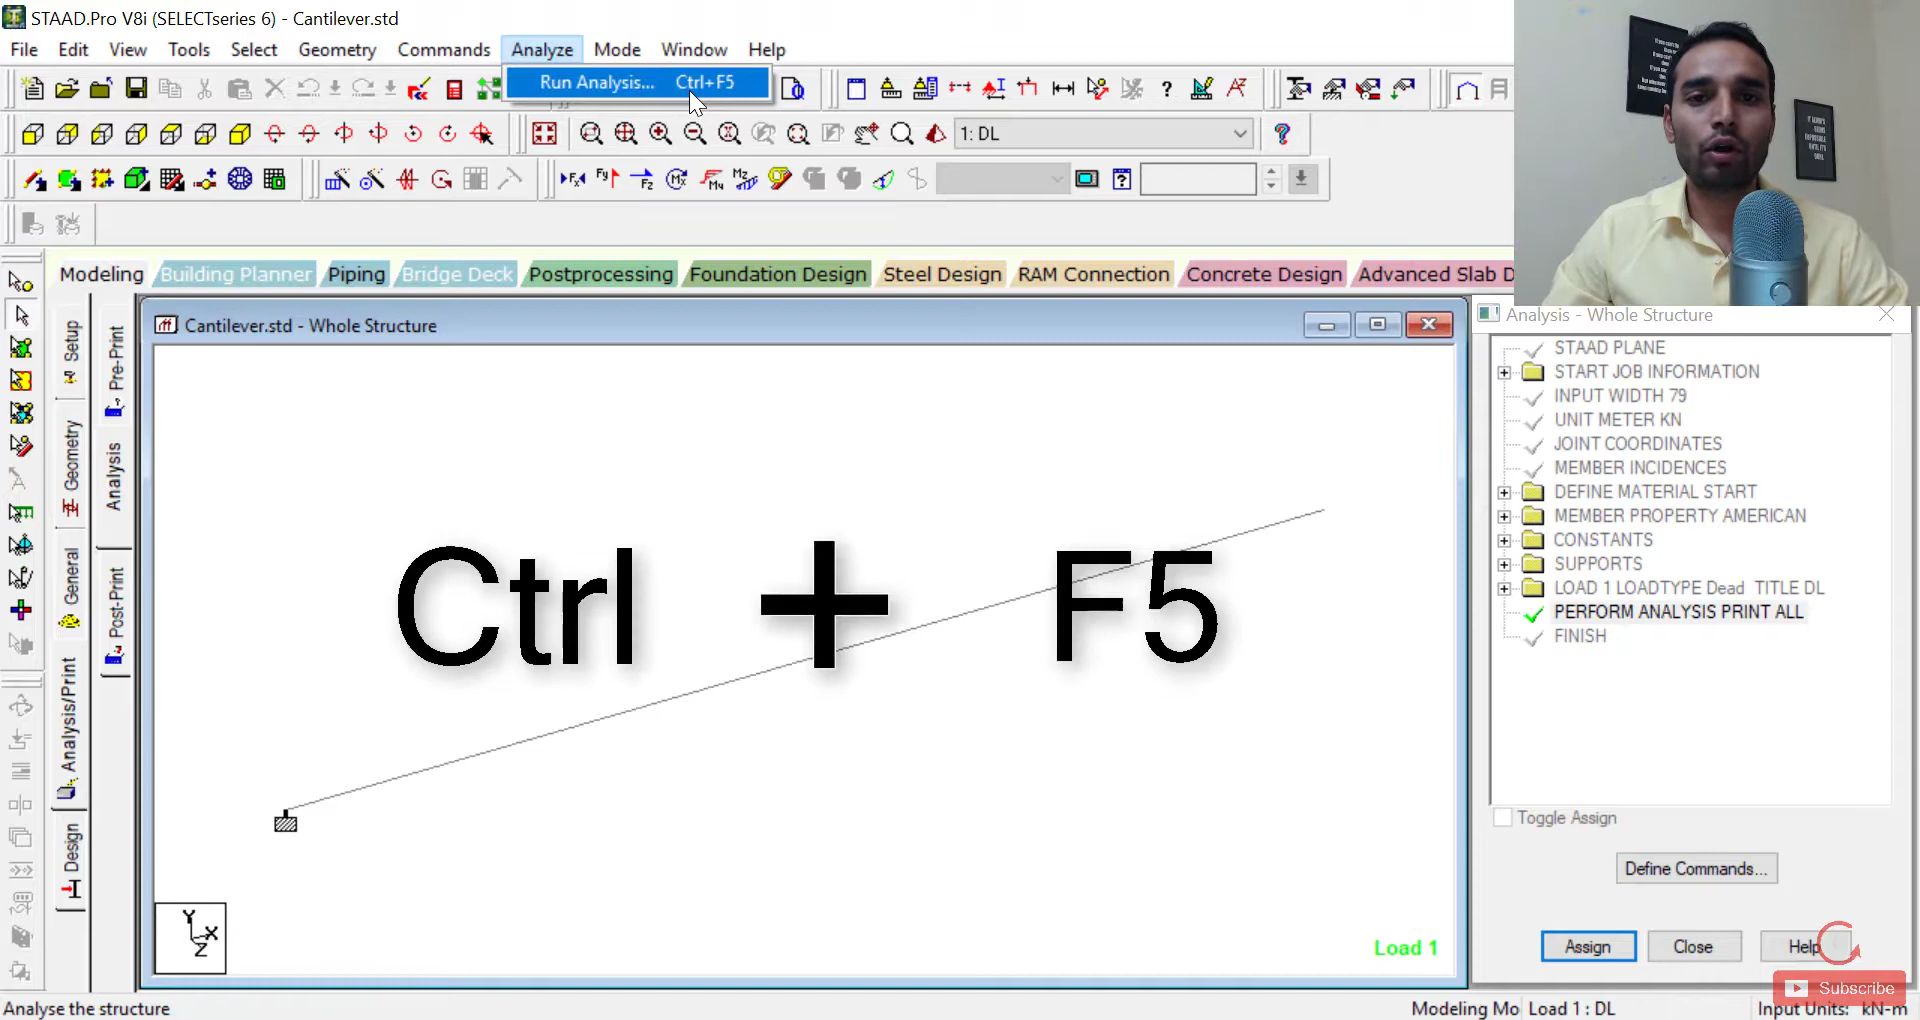 STAAD.Pro V8i (SELECTseries 6) - Cantilever.std
File Edit View Tools Select Geometry Commands Analyze Mode Window Help
Run Analysis... Ctrl+F5
1: DL
Modeling Building Planner Piping Bridge Deck Postprocessing Foundation Design Steel Design RAM Connection Concrete Design Advanced Slab D
Setup
Geometry
General
Analysis/Print
Design
Pre-Print
Analysis
Post-Print
Cantilever.std - Whole Structure
Ctrl + F5
Y
X
Z
Load 1
Analysis - Whole Structure
STAAD PLANE
START JOB INFORMATION
INPUT WIDTH 79
UNIT METER KN
JOINT COORDINATES
MEMBER INCIDENCES
DEFINE MATERIAL START
MEMBER PROPERTY AMERICAN
CONSTANTS
SUPPORTS
LOAD 1 LOADTYPE Dead TITLE DL
PERFORM ANALYSIS PRINT ALL
FINISH
Toggle Assign
Define Commands...
Assign Close Help
Subscribe
Analyse the structure
Modeling Mo Load 1 : DL Input Units: kN-m